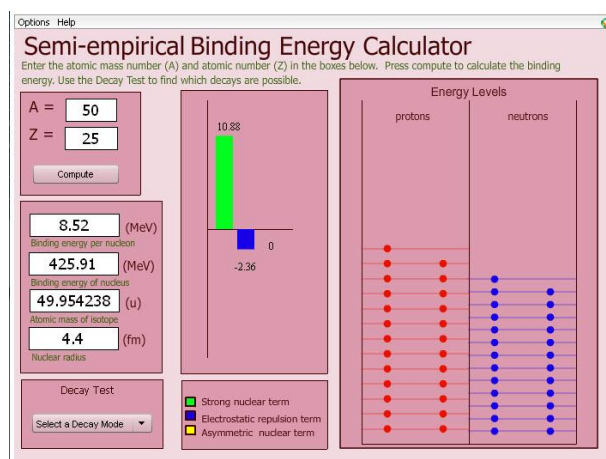 Options Help
Semi-empirical Binding Energy Calculator
Enter the atomic mass number (A) and atomic number (Z) in the boxes below. Press compute to calculate the binding
energy. Use the Decay Test to find which decays are possible.
A = 50
Z = 25
Compute
8.52 (MeV)
Binding energy per nucleon
425.91 (MeV)
Binding energy of nucleus
49.954238 (u)
Atomic mass of isotope
4.4 (fm)
Nuclear radius
Decay Test
Select a Decay Mode
10.88
0
-2.36
Strong nuclear term
Electrostatic repulsion term
Asymmetric nuclear term
Energy Levels
protons neutrons